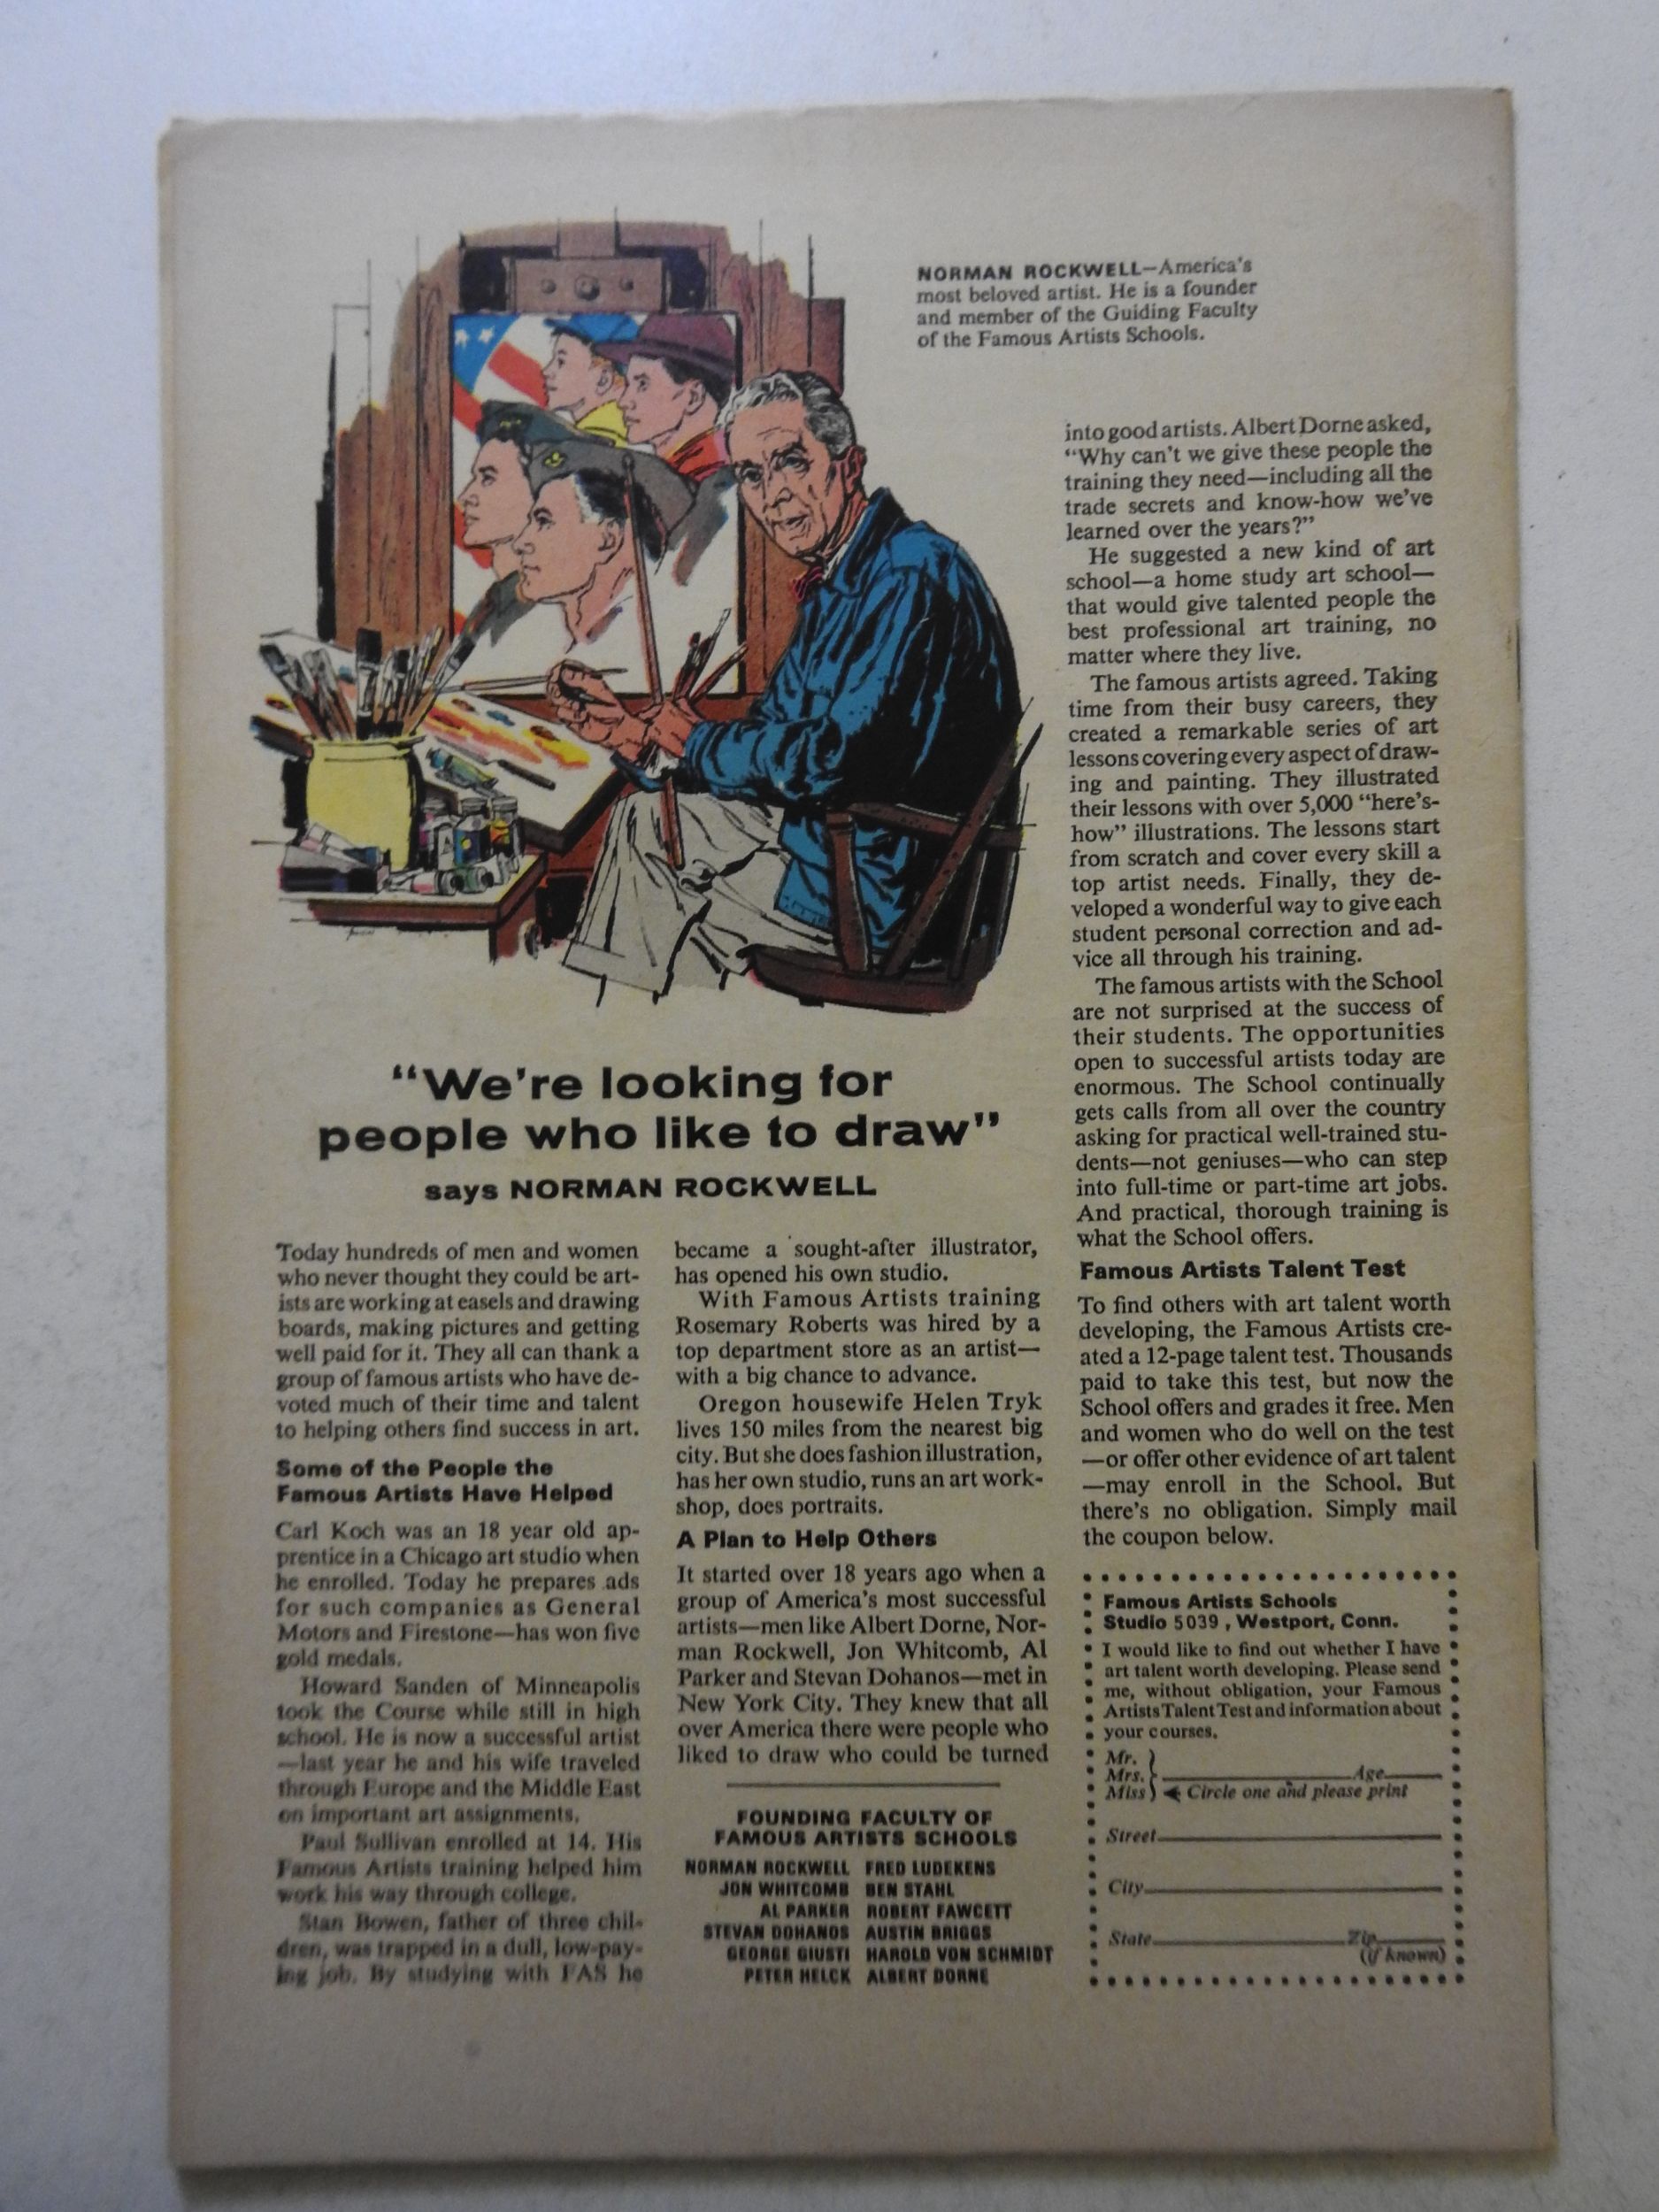 NORMAN ROCKWELL—America's
most beloved artist. He is a founder
and member of the Guiding Faculty
of the Famous Artists Schools.
"We're looking for
people who like to draw"
says NORMAN ROCKWELL
Today hundreds of men and women
who never thought they could be art-
ists are working at easels and drawing
boards, making pictures and getting
well paid for it. They all can thank a
group of famous artists who have de-
voted much of their time and talent
to helping others find success in art.
Some of the People the
Famous Artists Have Helped
Carl Koch was an 18 year old ap-
prentice in a Chicago art studio when
he enrolled. Today he prepares ads
for such companies as General
Motors and Firestone—has won five
gold medals.
Howard Sanden of Minneapolis
took the Course while still in high
school. He is now a successful artist
—last year he and his wife traveled
through Europe and the Middle East
on important art assignments.
Paul Sullivan enrolled at 14. His
Famous Artists training helped him
work his way through college.
Stan Bowen, father of three chil-
dren, was trapped in a dull, low-pay-
ing job. By studying with FAS he
became a sought-after illustrator,
has opened his own studio.
With Famous Artists training
Rosemary Roberts was hired by a
top department store as an artist—
with a big chance to advance.
Oregon housewife Helen Tryk
lives 150 miles from the nearest big
city. But she does fashion illustration,
has her own studio, runs an art work-
shop, does portraits.
A Plan to Help Others
It started over 18 years ago when a
group of America's most successful
artists—men like Albert Dorne, Nor-
man Rockwell, Jon Whitcomb, Al
Parker and Stevan Dohanos—met in
New York City. They knew that all
over America there were people who
liked to draw who could be turned
FOUNDING FACULTY OF
FAMOUS ARTISTS SCHOOLS
NORMAN ROCKWELL FRED LUDEKENS
JON WHITCOMB BEN STAHL
AL PARKER ROBERT FAWCETT
STEVAN DOHANOS AUSTIN BRIGGS
GEORGE GIUSTI HAROLD VON SCHMIDT
PETER HELCK ALBERT DORNE
into good artists. Albert Dorne asked,
"Why can't we give these people the
training they need—including all the
trade secrets and know-how we've
learned over the years?"
He suggested a new kind of art
school—a home study art school—
that would give talented people the
best professional art training, no
matter where they live.
The famous artists agreed. Taking
time from their busy careers, they
created a remarkable series of art
lessons covering every aspect of draw-
ing and painting. They illustrated
their lessons with over 5,000 "here's-
how" illustrations. The lessons start
from scratch and cover every skill a
top artist needs. Finally, they de-
veloped a wonderful way to give each
student personal correction and ad-
vice all through his training.
The famous artists with the School
are not surprised at the success of
their students. The opportunities
open to successful artists today are
enormous. The School continually
gets calls from all over the country
asking for practical well-trained stu-
dents—not geniuses—who can step
into full-time or part-time art jobs.
And practical, thorough training is
what the School offers.
Famous Artists Talent Test
To find others with art talent worth
developing, the Famous Artists cre-
ated a 12-page talent test. Thousands
paid to take this test, but now the
School offers and grades it free. Men
and women who do well on the test
—or offer other evidence of art talent
—may enroll in the School. But
there's no obligation. Simply mail
the coupon below.
Famous Artists Schools
Studio 5039 , Westport, Conn.
I would like to find out whether I have
art talent worth developing. Please send
me, without obligation, your Famous
Artists Talent Test and information about
your courses.
Mr.
Mrs. Age
Miss Circle one and please print
Street
City
State Zip
(if known)